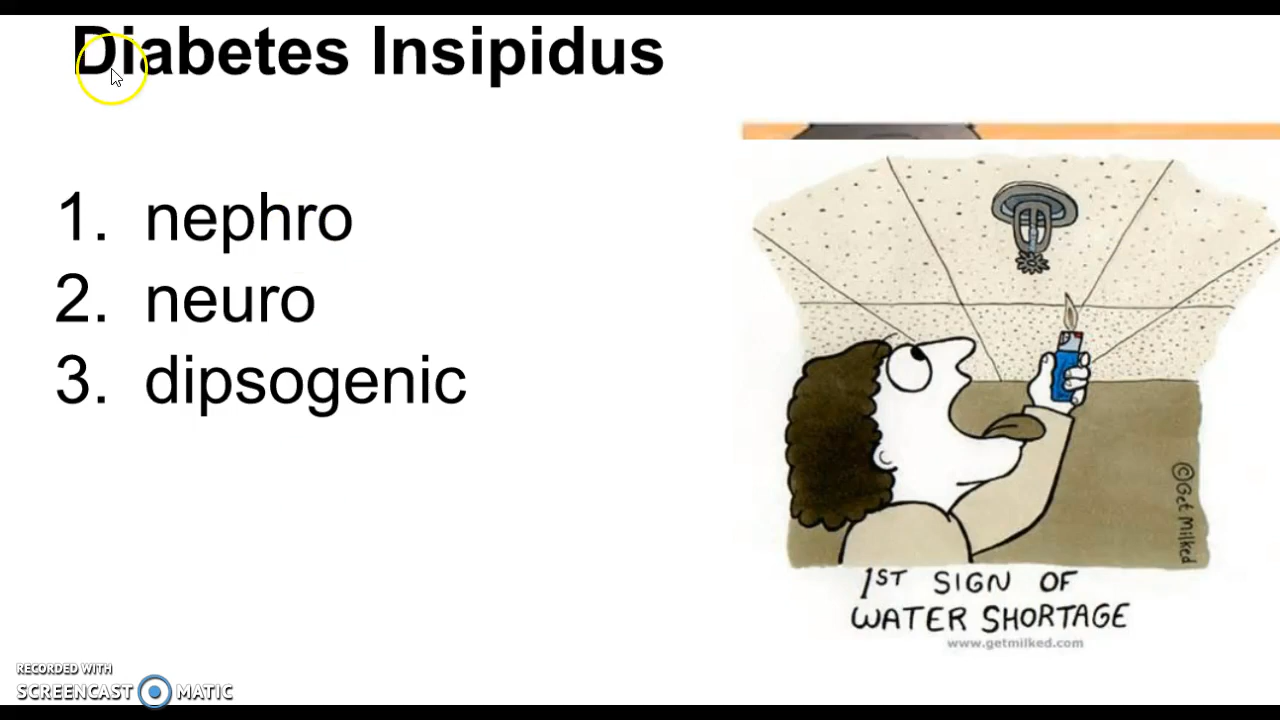 Diabetes Insipidus
1. nephro
2. neuro
3. dipsogenic
©Get Milked
1ST SIGN OF
WATER SHORTAGE
www.getmilked.com
RECORDED WITH
SCREENCAST MATIC